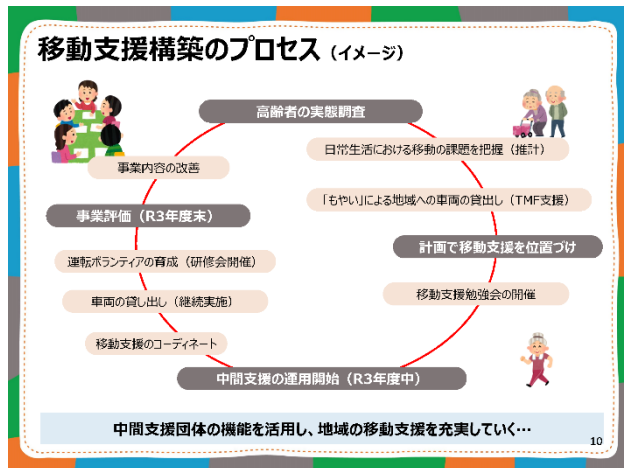 移動支援構築のプロセス（イメージ）
高齢者の実態調査
日常生活における移動の課題を把握（推計）
「もやい」による地域への車両の貸出し（TMF支援）
計画で移動支援を位置づけ
移動支援勉強会の開催
中間支援の運用開始（R3年度中）
移動支援のコーディネート
車両の貸し出し（継続実施）
運転ボランティアの育成（研修会開催）
事業評価（R3年度末）
事業内容の改善
中間支援団体の機能を活用し、地域の移動支援を充実していく…
10